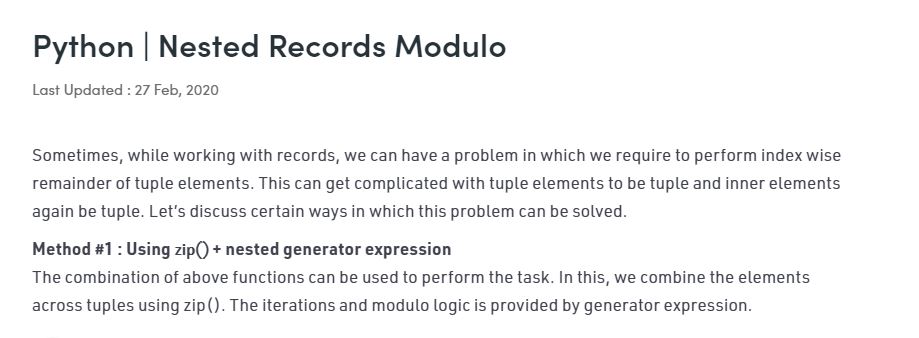 Python | Nested Records Modulo
Last Updated : 27 Feb, 2020
Sometimes, while working with records, we can have a problem in which we require to perform index wise
remainder of tuple elements. This can get complicated with tuple elements to be tuple and inner elements
again be tuple. Let’s discuss certain ways in which this problem can be solved.
Method #1 : Using zip() + nested generator expression
The combination of above functions can be used to perform the task. In this, we combine the elements
across tuples using zip(). The iterations and modulo logic is provided by generator expression.